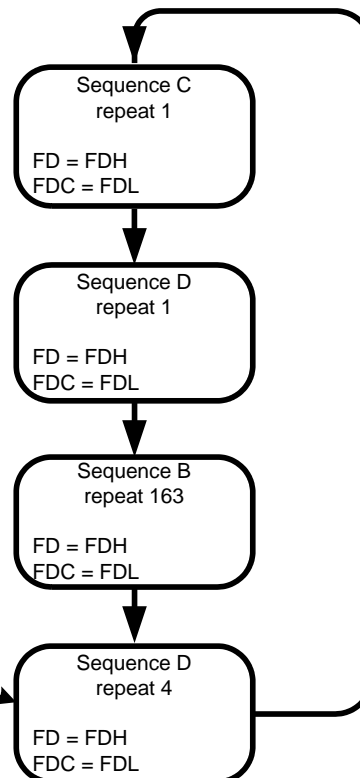 Sequence C
repeat 1
FD = FDH
FDC = FDL
Sequence D
repeat 1
FD = FDH
FDC = FDL
Sequence B
repeat 163
FD = FDH
FDC = FDL
Sequence D
repeat 4
FD = FDH
FDC = FDL